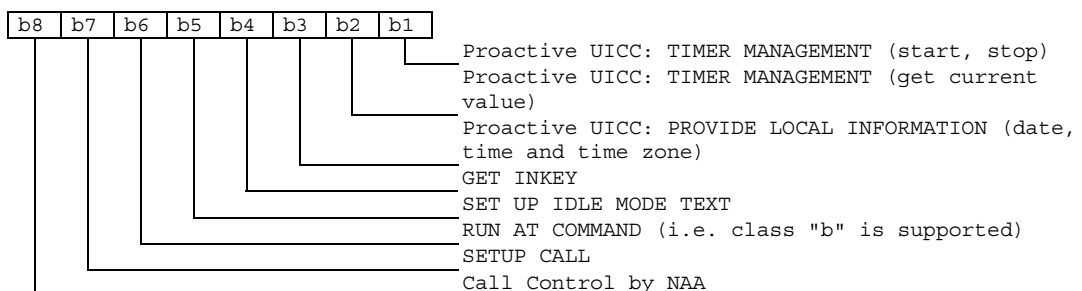 b8 b7 b6 b5 b4 b3 b2 b1
Proactive UICC: TIMER MANAGEMENT (start, stop)
Proactive UICC: TIMER MANAGEMENT (get current
value)
Proactive UICC: PROVIDE LOCAL INFORMATION (date,
time and time zone)
GET INKEY
SET UP IDLE MODE TEXT
RUN AT COMMAND (i.e. class "b" is supported)
SETUP CALL
Call Control by NAA